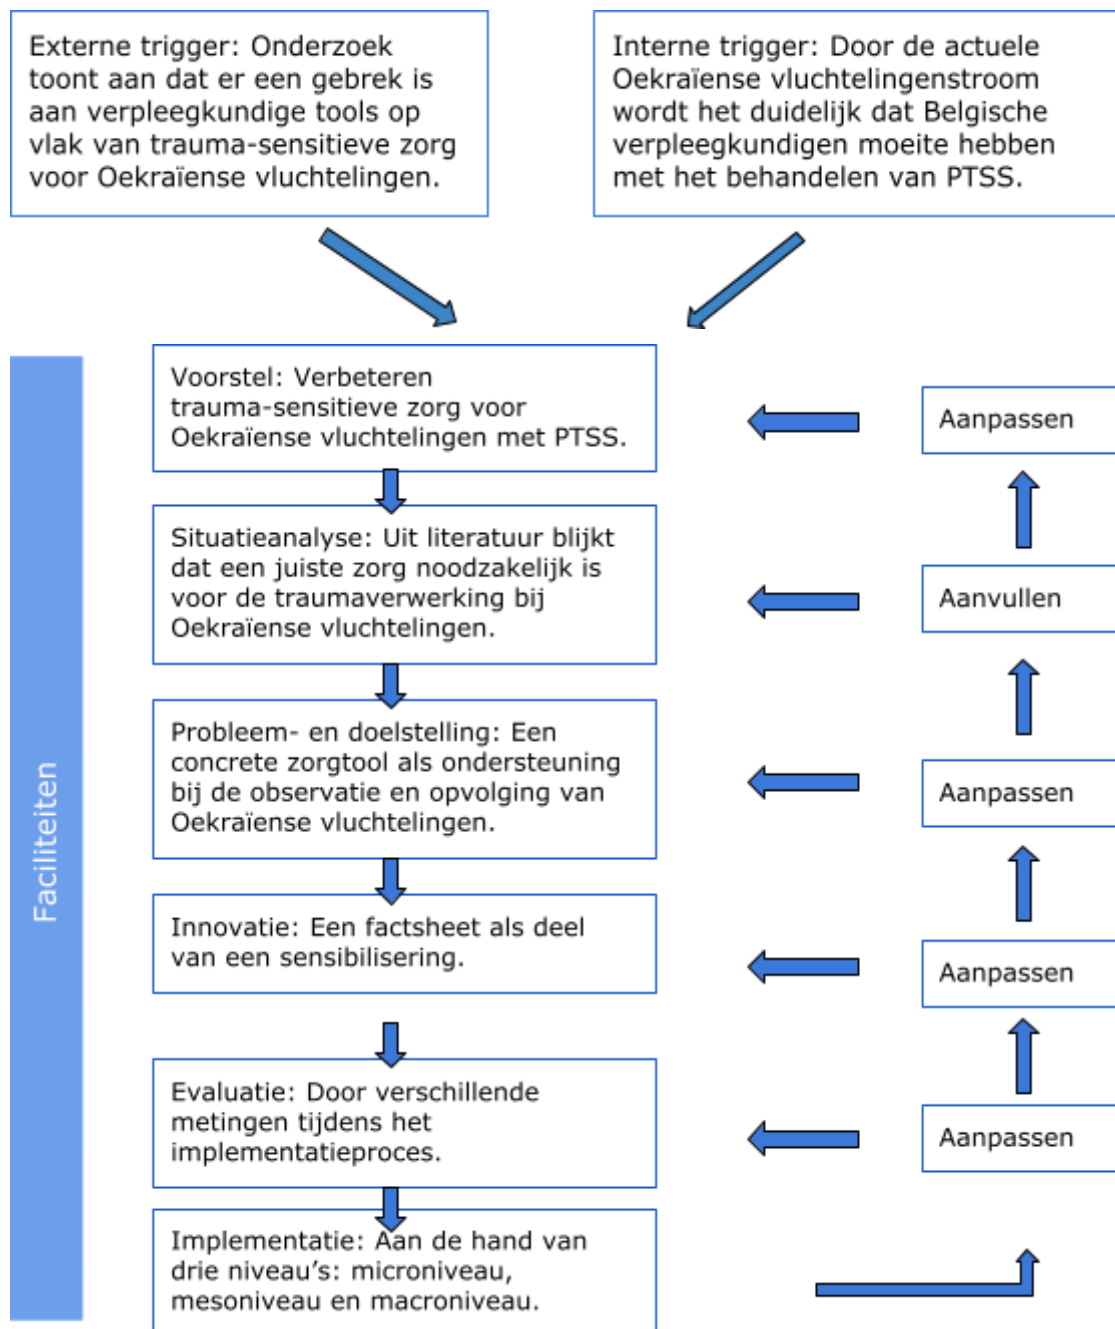 Externe trigger: Onderzoek
toont aan dat er een gebrek is
aan verpleegkundige tools op
vlak van trauma-sensitieve zorg
voor Oekraïense vluchtelingen.
Interne trigger: Door de actuele
Oekraïense vluchtelingenstroom
wordt het duidelijk dat Belgische
verpleegkundigen moeite hebben
met het behandelen van PTSS.
Faciliteiten
Voorstel: Verbeteren
trauma-sensitieve zorg voor
Oekraïense vluchtelingen met PTSS.
Aanpassen
Situatieanalyse: Uit literatuur blijkt
dat een juiste zorg noodzakelijk is
voor de traumaverwerking bij
Oekraïense vluchtelingen.
Aanvullen
Probleem- en doelstelling: Een
concrete zorgtool als ondersteuning
bij de observatie en opvolging van
Oekraïense vluchtelingen.
Aanpassen
Innovatie: Een factsheet als deel
van een sensibilisering.
Aanpassen
Evaluatie: Door verschillende
metingen tijdens het
implementatieproces.
Aanpassen
Implementatie: Aan de hand van
drie niveau's: microniveau,
mesoniveau en macroniveau.